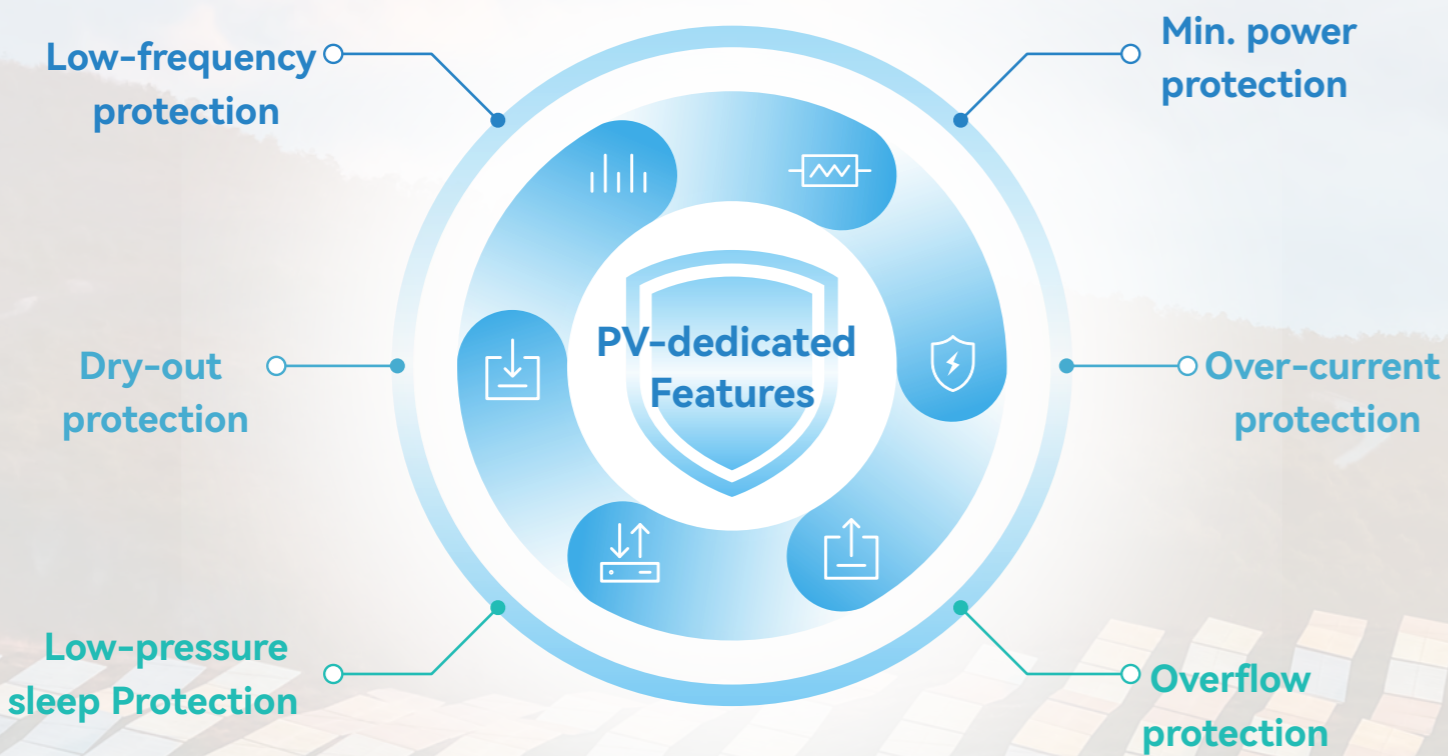 Low-frequency
protection
Min. power
protection
Dry-out
protection
PV-dedicated
Features
Over-current
protection
Low-pressure
sleep Protection
Overflow
protection